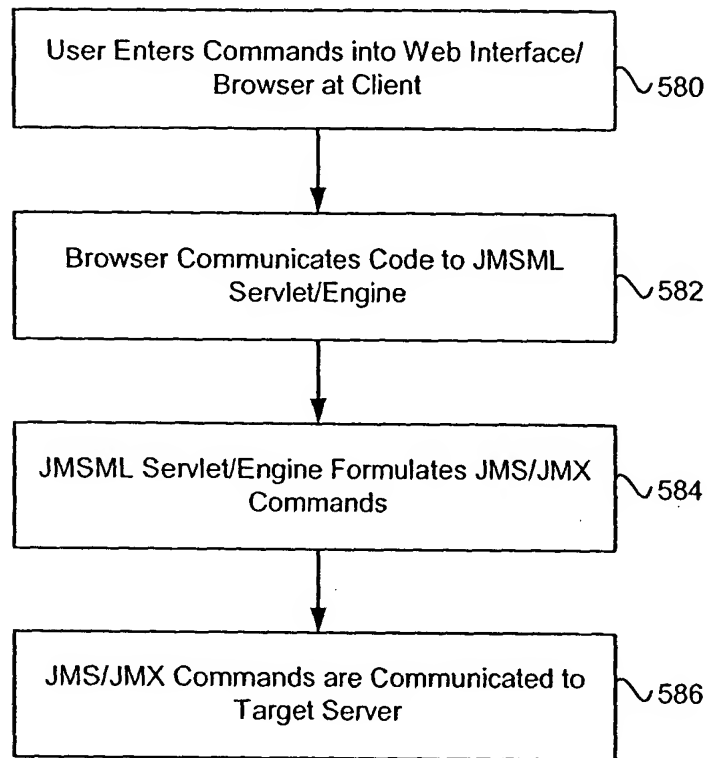 User Enters Commands into Web Interface/
Browser at Client
580
Browser Communicates Code to JMSML
Servlet/Engine
582
JMSML Servlet/Engine Formulates JMS/JMX
Commands
584
JMS/JMX Commands are Communicated to
Target Server
586